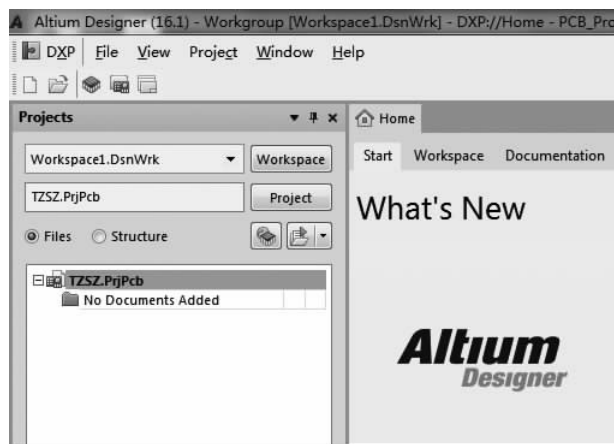 Altium Designer (16.1) - Workgroup [Workspace1.DsnWrk] - DXP://Home - PCB_Pro
DXP File View Project Window Help
Projects
Home
Workspace1.DsnWrk Workspace
Start Workspace Documentation
TZSZ.PrjPcb Project
What's New
Files Structure
TZSZ.PrjPcb
No Documents Added
Altium
Designer